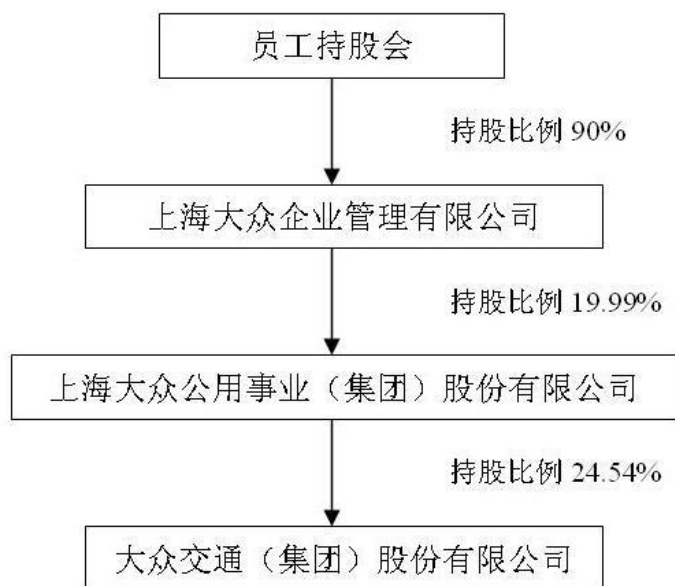 员工持股会
持股比例 90%
上海大众企业管理有限公司
持股比例 19.99%
上海大众公用事业（集团）股份有限公司
持股比例 24.54%
大众交通（集团）股份有限公司